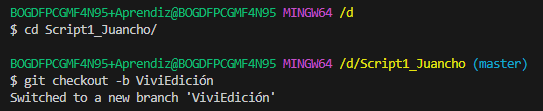 BOGDFPCGMF4N95+Aprendiz@BOGDFPCGMF4N95 MINGW64 /d
$ cd Script1_Juancho/
BOGDFPCGMF4N95+Aprendiz@BOGDFPCGMF4N95 MINGW64 /d/Script1_Juancho (master)
$ git checkout -b ViviEdición
Switched to a new branch 'ViviEdición'